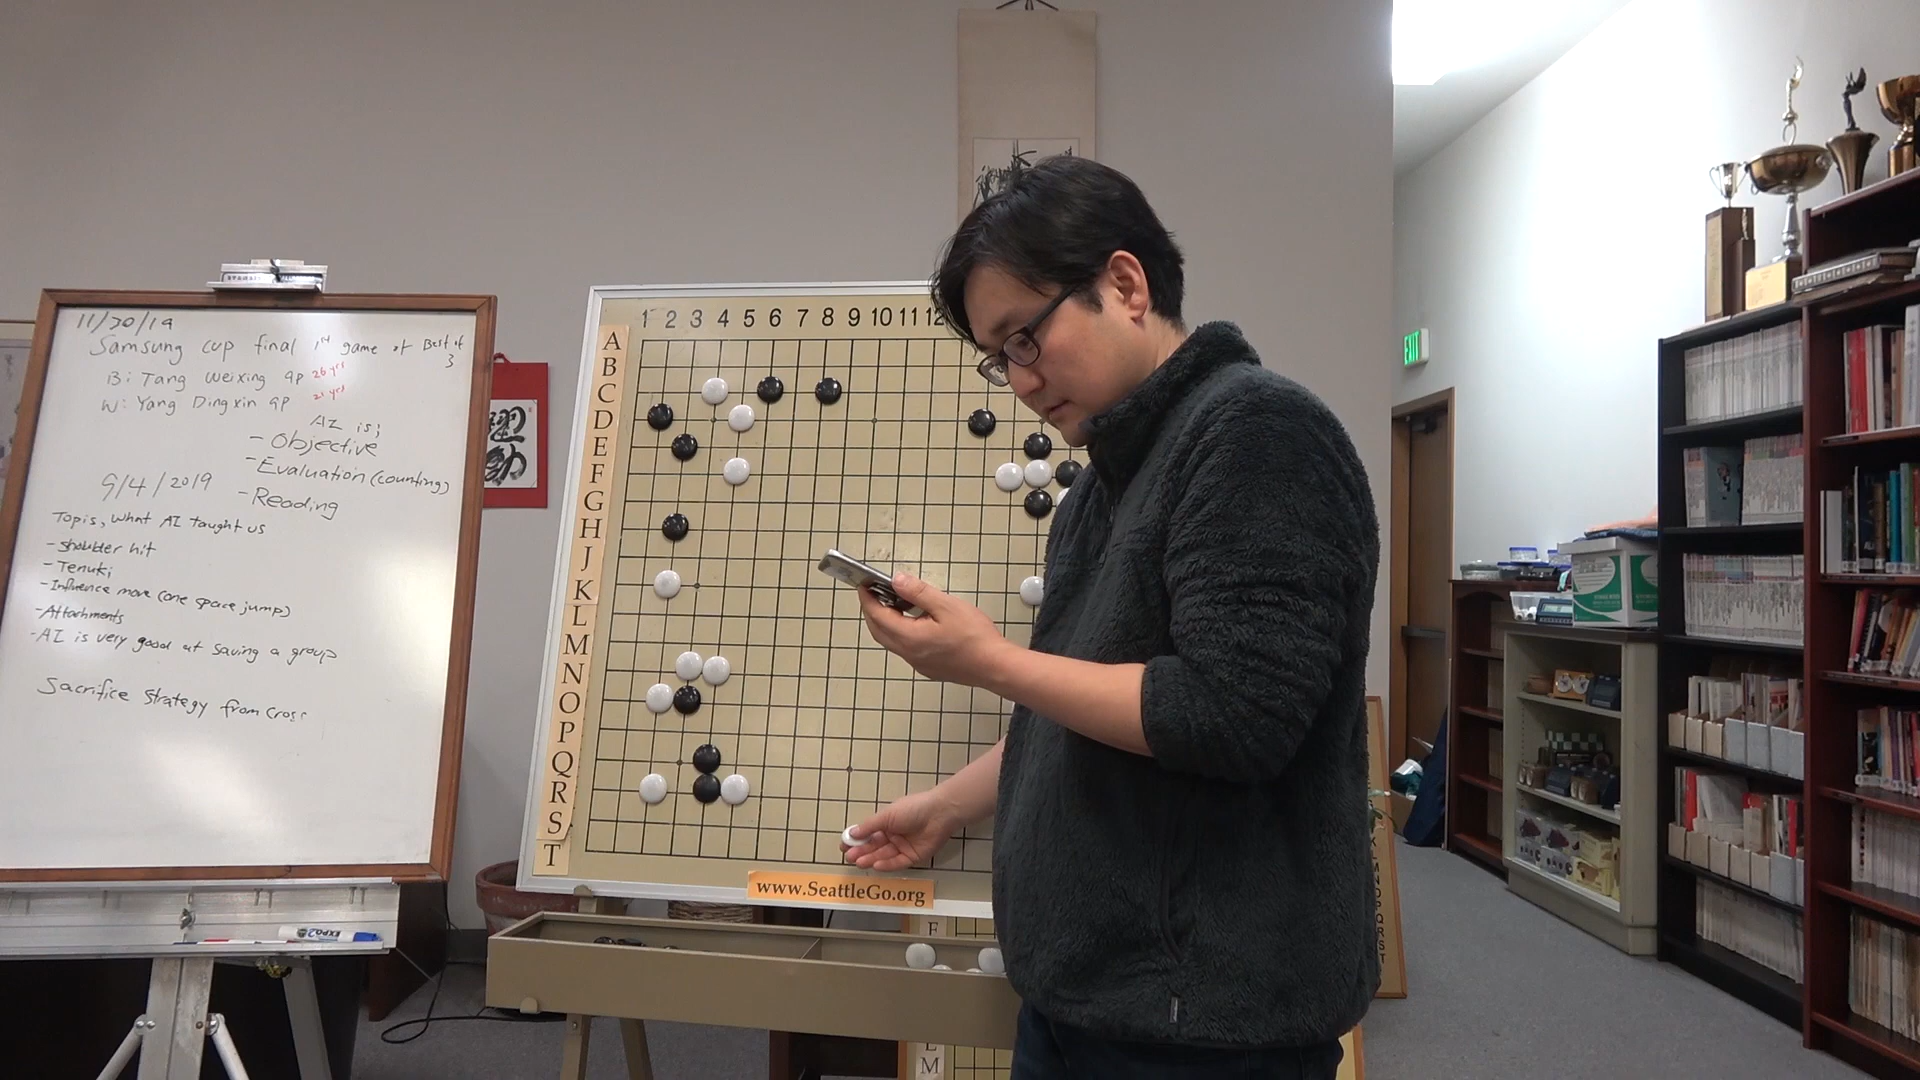 11/30/19
Samsung cup final 1st game of Best of 3
B: Tang Weixing 9P 26 yrs
W: Yang Dingxin 9P 21 yrs
AI is;
- Objective
- Evaluation (counting)
- Reading
9/4/2019
Topis, What AI taught us
- Shoulder hit
- Tenuki
- Influence move (one space jump)
- Attachments
- AI is very good at saving a group
Sacrifice strategy from Cross
EXPO
1 2 3 4 5 6 7 8 9 10 11 12
A
B
C
D
E
F
G
H
J
K
L
M
N
O
P
Q
R
S
T
www.SeattleGo.org
EXIT
F
L
M
M
N
O
P
Q
R
S
T